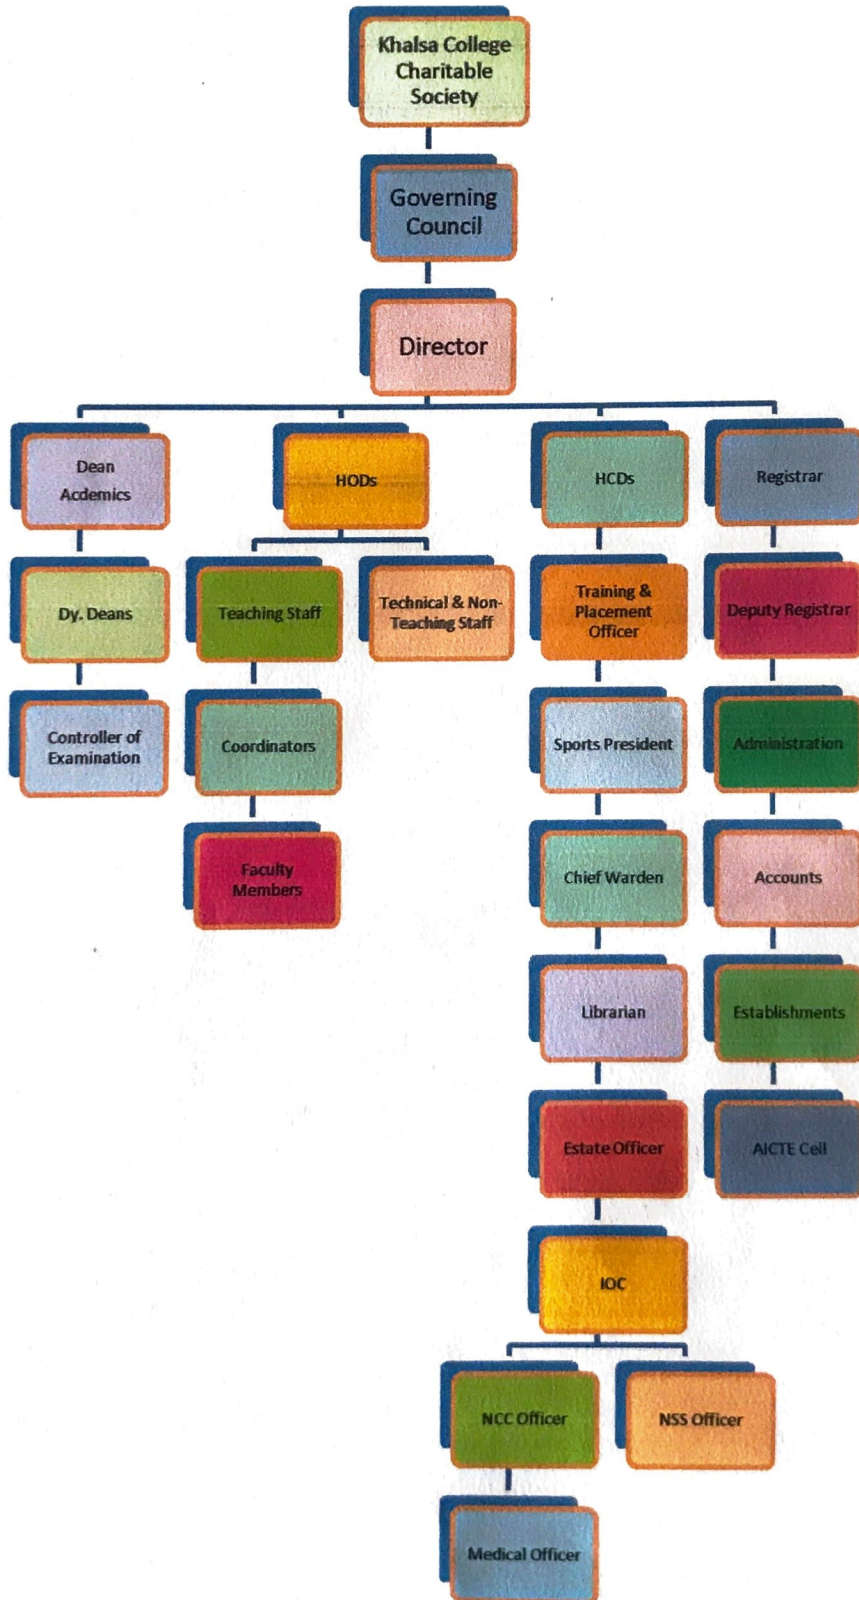 Khalsa College
Charitable
Society
Governing
Council
Director
Dean
Acdemics
HODs
HCDs
Registrar
Dy. Deans
Teaching Staff
Technical & Non-
Teaching Staff
Training &
Placement
Officer
Deputy Registrar
Controller of
Examination
Coordinators
Sports President
Administration
Faculty
Members
Chief Warden
Accounts
Librarian
Establishments
Estate Officer
AICTE Cell
IOC
NCC Officer
NSS Officer
Medical Officer